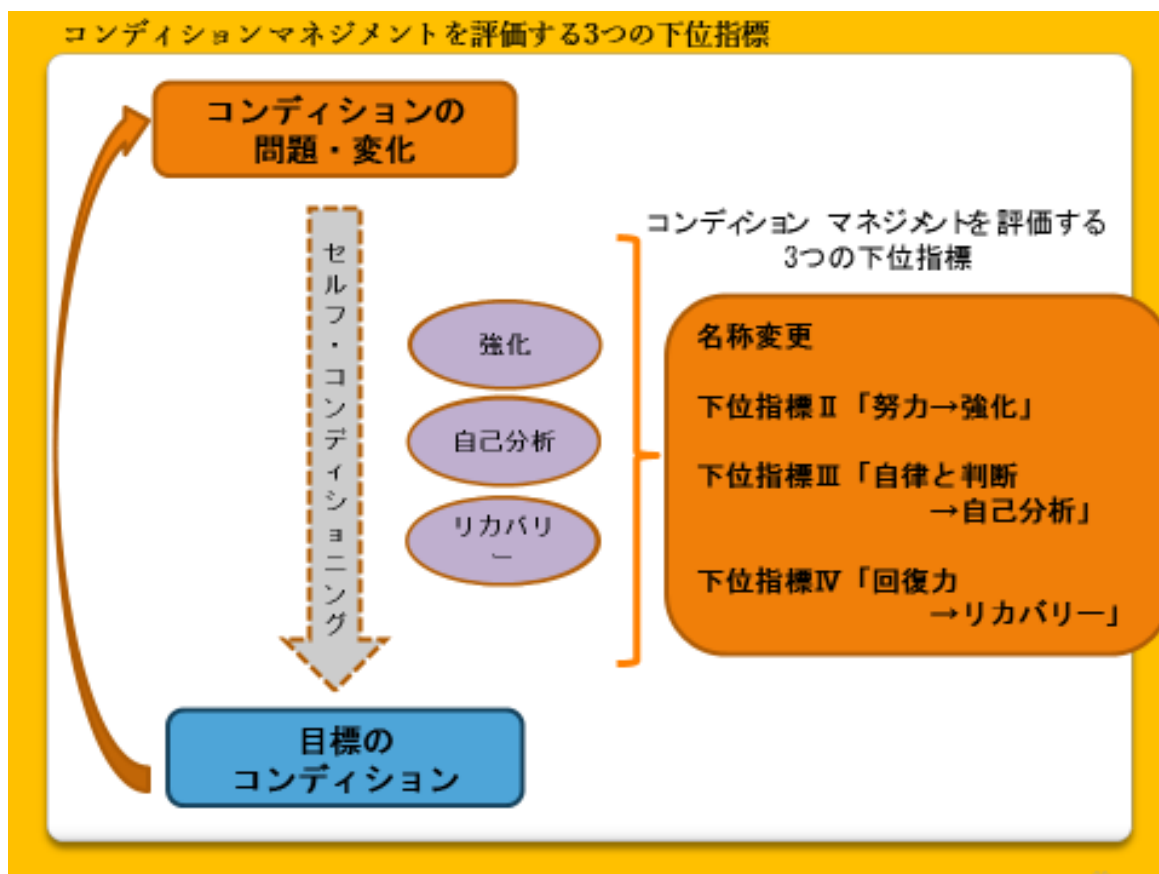 コンディションマネジメントを評価する3つの下位指標
コンディションの
問題・変化
セルフ・コンディショニング
コンディション マネジメントを評価する
3つの下位指標
強化
自己分析
リカバリ
ー
名称変更
下位指標Ⅱ「努力→強化」
下位指標Ⅲ「自律と判断
→自己分析」
下位指標Ⅳ「回復力
→リカバリー」
目標の
コンディション